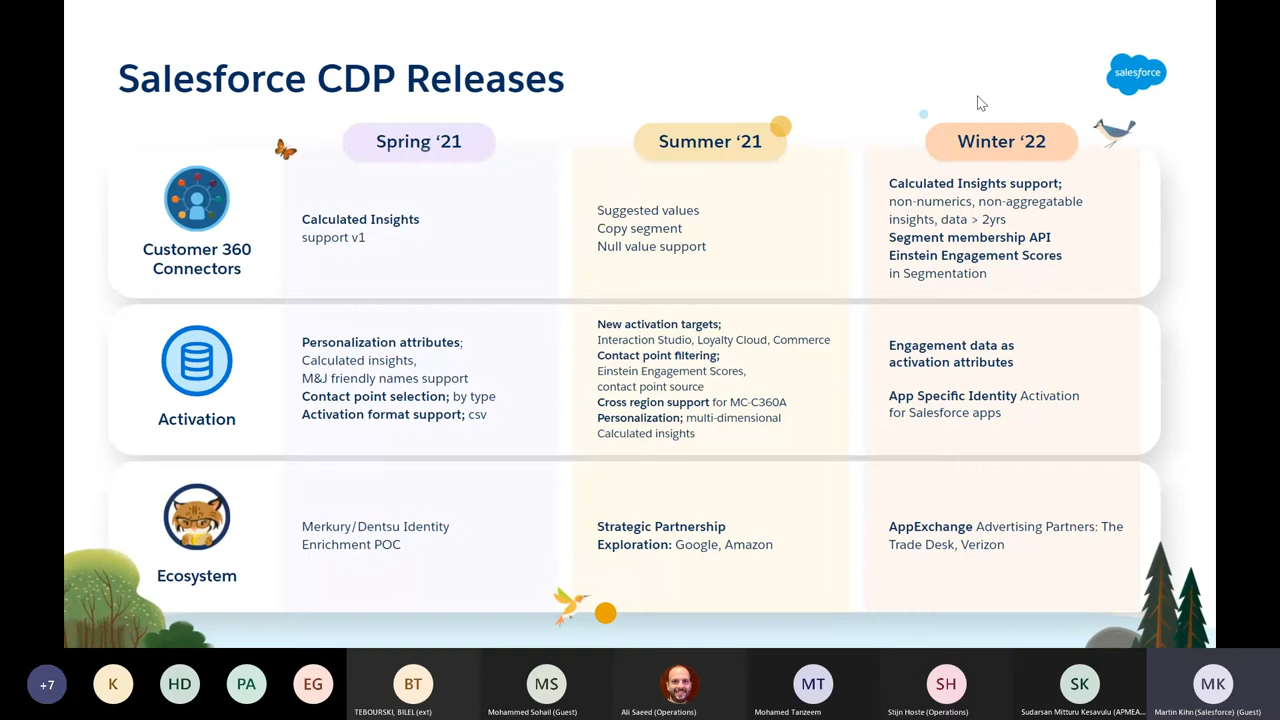 Salesforce CDP Releases
salesforce
Spring ‘21
Summer ‘21
Winter ‘22
Customer 360
Connectors
Calculated Insights
support v1
Suggested values
Copy segment
Null value support
Calculated Insights support;
non-numerics, non-aggregatable
insights, data > 2yrs
Segment membership API
Einstein Engagement Scores
in Segmentation
Activation
Personalization attributes;
Calculated insights,
M&J friendly names support
Contact point selection; by type
Activation format support; csv
New activation targets;
Interaction Studio, Loyalty Cloud, Commerce
Contact point filtering;
Einstein Engagement Scores,
contact point source
Cross region support for MC-C360A
Personalization; multi-dimensional
Calculated insights
Engagement data as
activation attributes
App Specific Identity Activation
for Salesforce apps
Ecosystem
Merkury/Dentsu Identity
Enrichment POC
Strategic Partnership
Exploration: Google, Amazon
AppExchange Advertising Partners: The
Trade Desk, Verizon
+7
K
HD
PA
EG
BT
TEBOURSKI, BILEL (ext)
MS
Mohammed Sohail (Guest)
Ali Saeed (Operations)
MT
Mohamed Tanzeem
SH
Stijn Hoste (Operations)
SK
Sudarsan Mitturu Kesavulu (APMEA...
MK
Martin Kihn (Salesforce) (Guest)